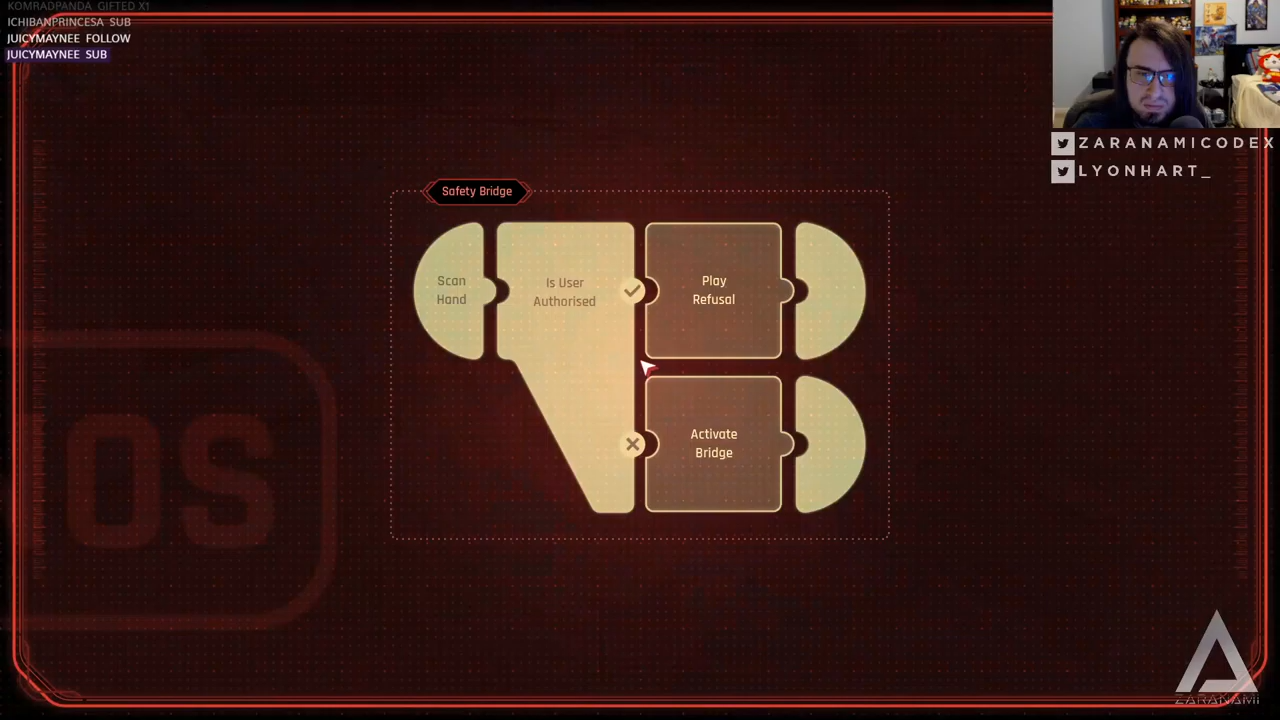 KOMRADPANDA GIFTED X1
ICHIBANPRINCESA SUB
JUICYMAYNEE FOLLOW
JUICYMAYNEE SUB
ZARANAMICODEX
LYONHART_
Safety Bridge
Scan
Hand
Is User
Authorised
Play
Refusal
Activate
Bridge
OS
ZARANAMI